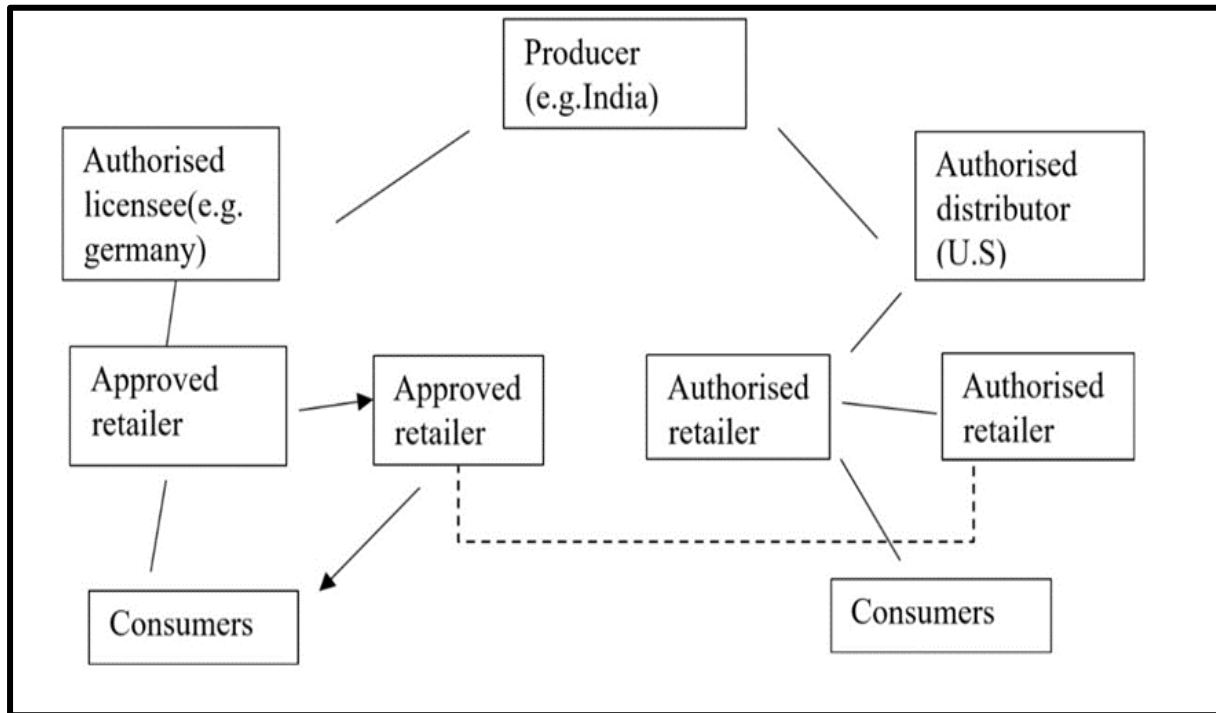 Producer
(e.g.India)
Authorised
licensee(e.g.
germany)
Authorised
distributor
(U.S)
Approved
retailer
Approved
retailer
Authorised
retailer
Authorised
retailer
Consumers
Consumers